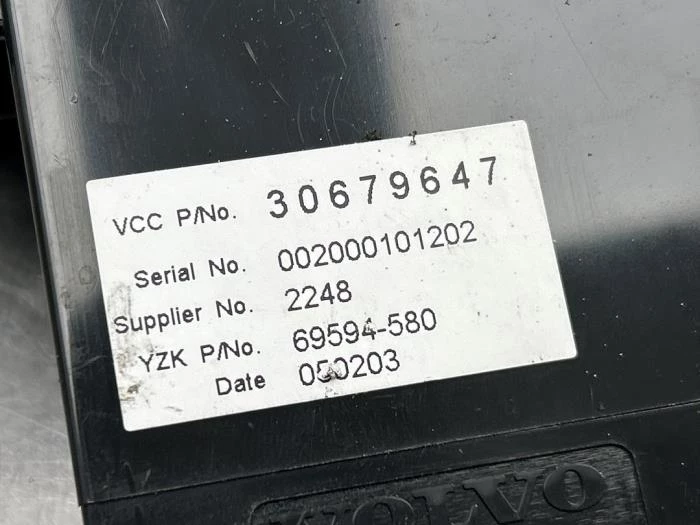 VCC P/No. 30679647
Serial No. 002000101202
Supplier No. 2248
YZK P/No. 69594-580
Date 050203
VOLVO